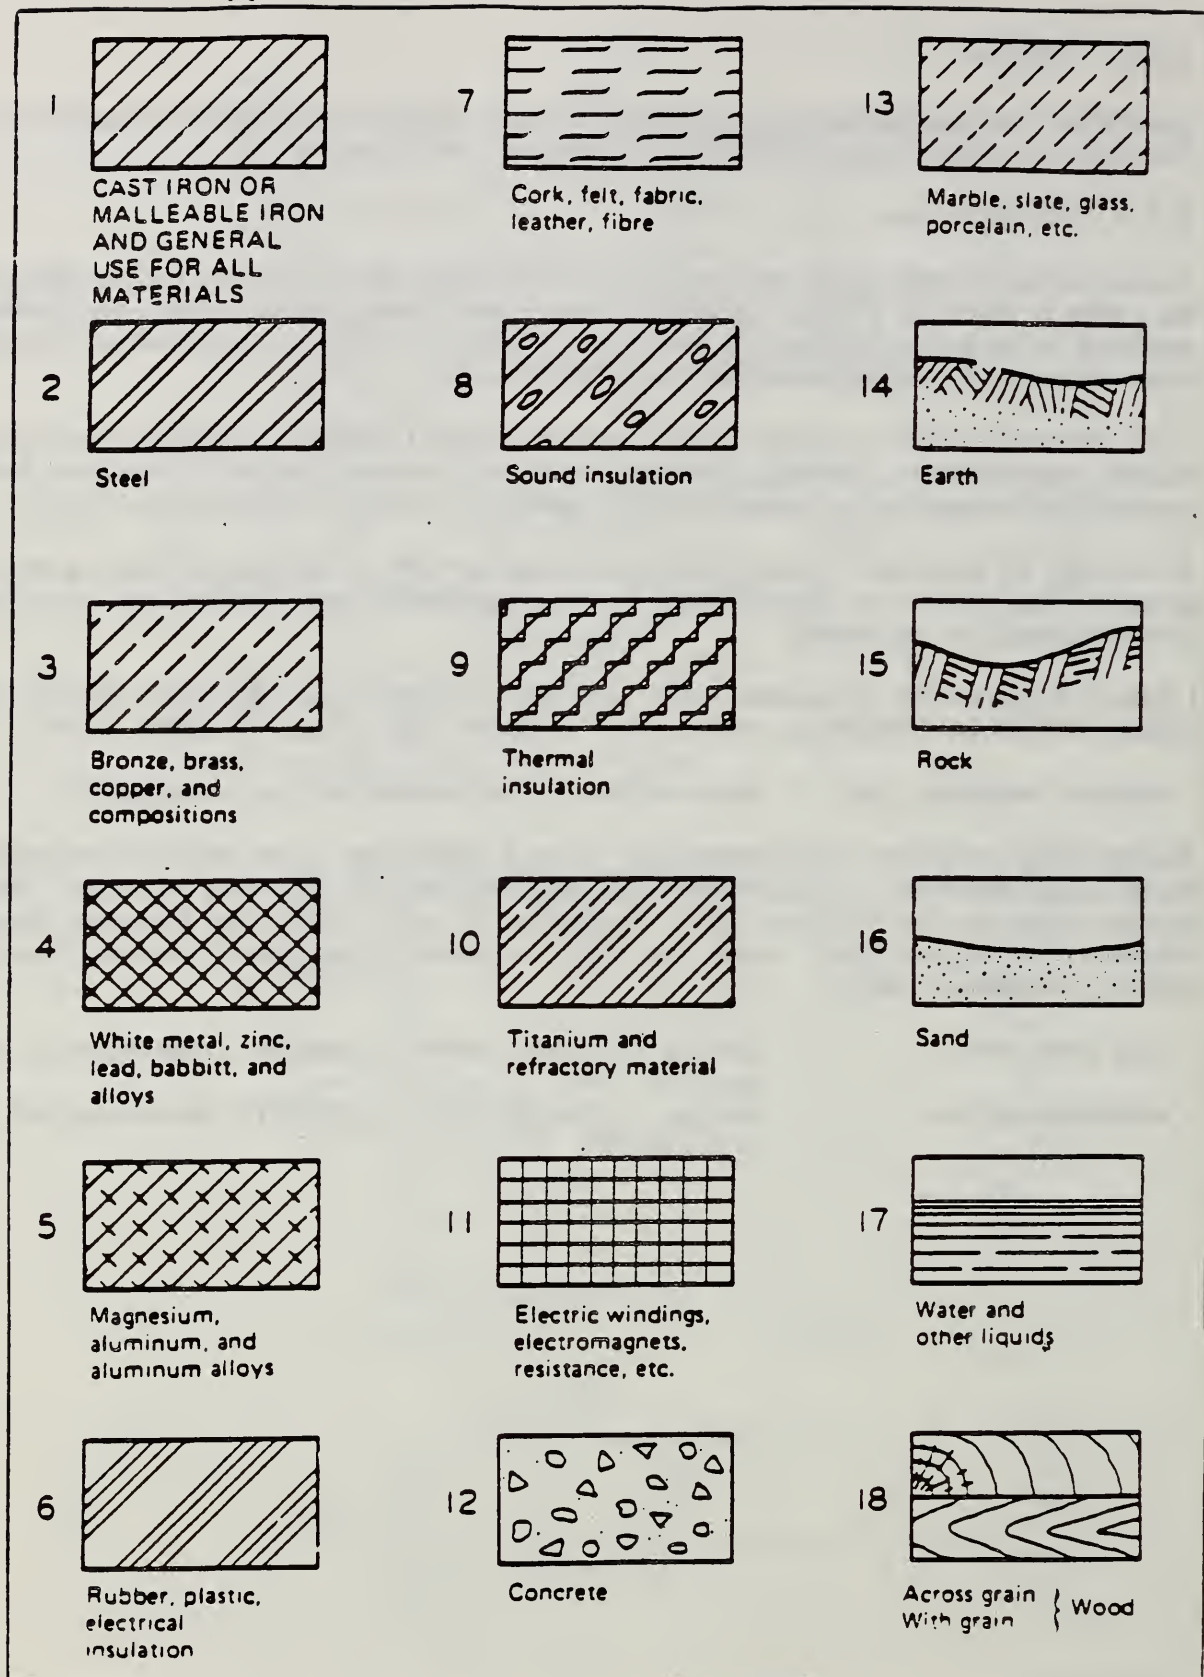 1
CAST IRON OR
MALLEABLE IRON
AND GENERAL
USE FOR ALL
MATERIALS
2
Steel
3
Bronze, brass,
copper, and
compositions
4
White metal, zinc,
lead, babbitt, and
alloys
5
Magnesium,
aluminum, and
aluminum alloys
6
Rubber, plastic,
electrical
insulation
7
Cork, felt, fabric,
leather, fibre
8
Sound insulation
9
Thermal
insulation
10
Titanium and
refractory material
11
Electric windings,
electromagnets,
resistance, etc.
12
Concrete
13
Marble, slate, glass,
porcelain, etc.
14
Earth
15
Rock
16
Sand
17
Water and
other liquids
18
Across grain
With grain } Wood